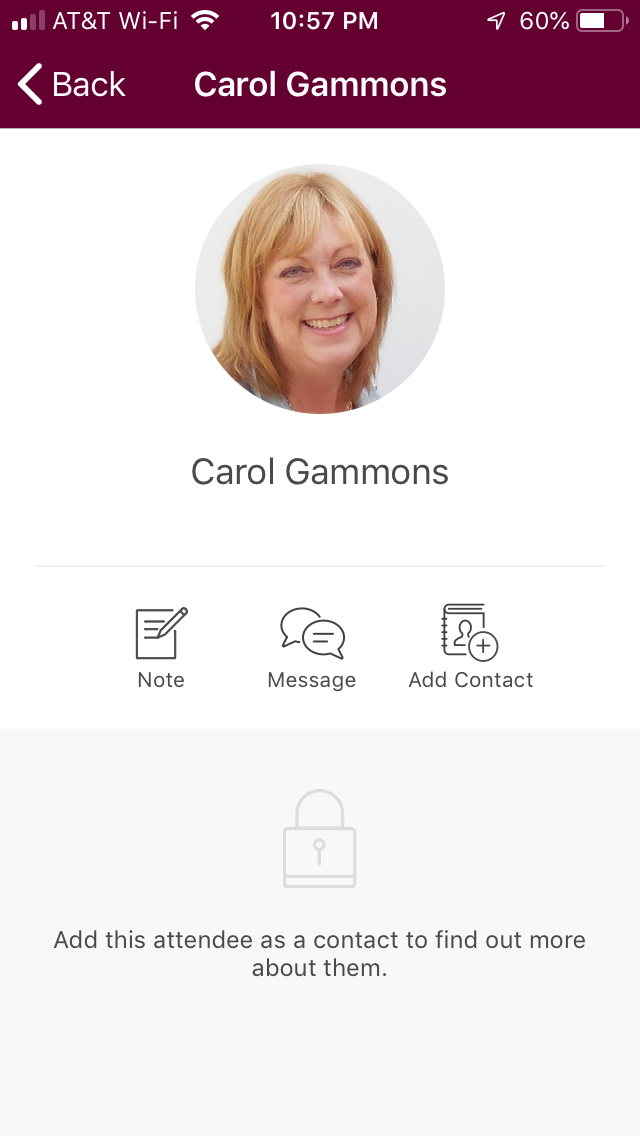 AT&T Wi-Fi 10:57 PM 60%
Back Carol Gammons
Carol Gammons
Note Message Add Contact
Add this attendee as a contact to find out more
about them.